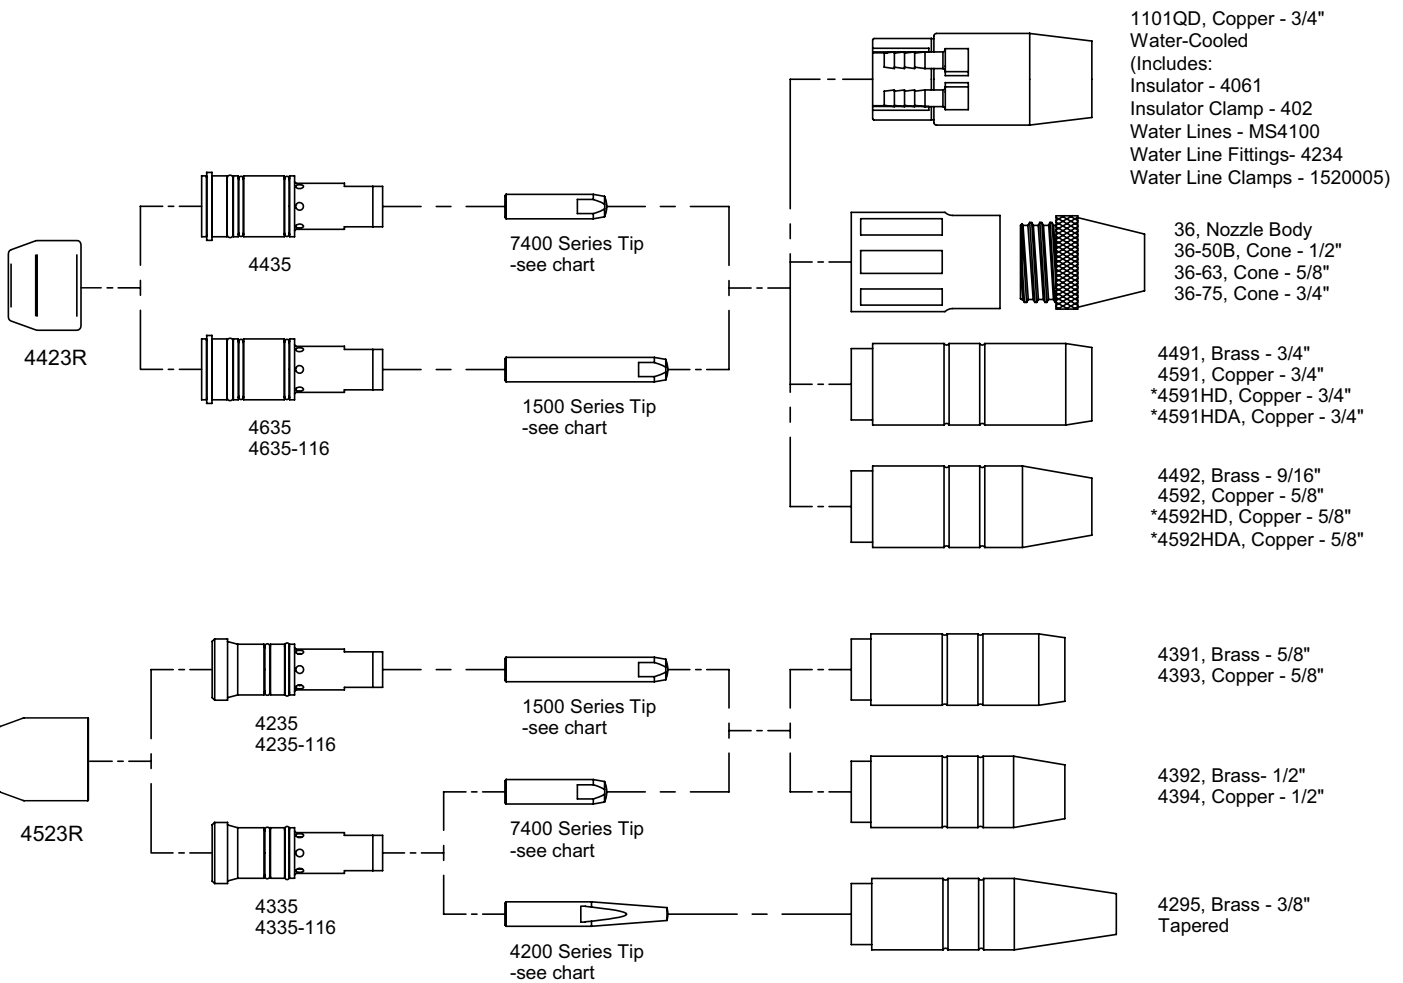 1101QD, Copper - 3/4"
Water-Cooled
(Includes:
Insulator - 4061
Insulator Clamp - 402
Water Lines - MS4100
Water Line Fittings- 4234
Water Line Clamps - 1520005)
4435
7400 Series Tip
-see chart
36, Nozzle Body
36-50B, Cone - 1/2"
36-63, Cone - 5/8"
36-75, Cone - 3/4"
4423R
4635
4635-116
1500 Series Tip
-see chart
4491, Brass - 3/4"
4591, Copper - 3/4"
*4591HD, Copper - 3/4"
*4591HDA, Copper - 3/4"
4492, Brass - 9/16"
4592, Copper - 5/8"
*4592HD, Copper - 5/8"
*4592HDA, Copper - 5/8"
4235
4235-116
1500 Series Tip
-see chart
4391, Brass - 5/8"
4393, Copper - 5/8"
4523R
7400 Series Tip
-see chart
4392, Brass- 1/2"
4394, Copper - 1/2"
4335
4335-116
4200 Series Tip
-see chart
4295, Brass - 3/8"
Tapered